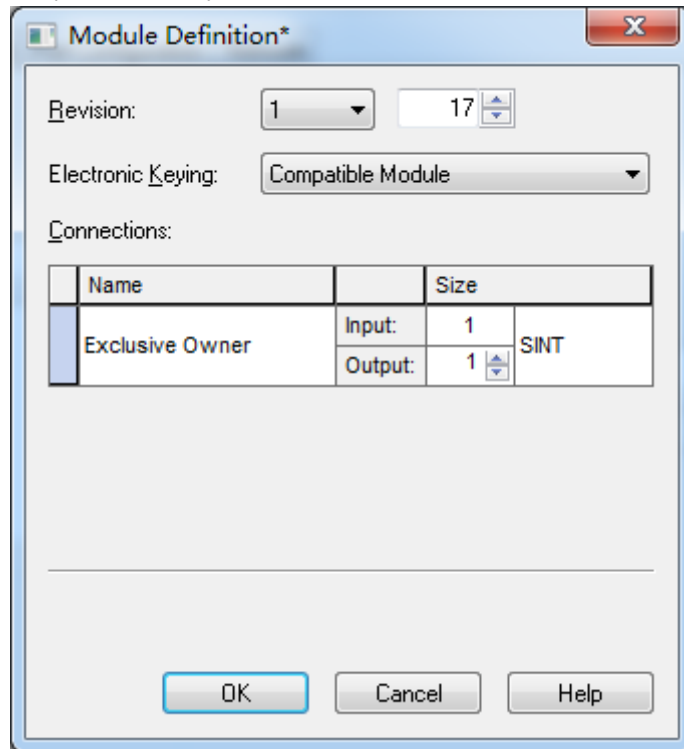 Module Definition*
Revision: 1 17
Electronic Keying: Compatible Module
Connections:
Name Size
Exclusive Owner Input: 1 SINT
Output: 1
OK Cancel Help